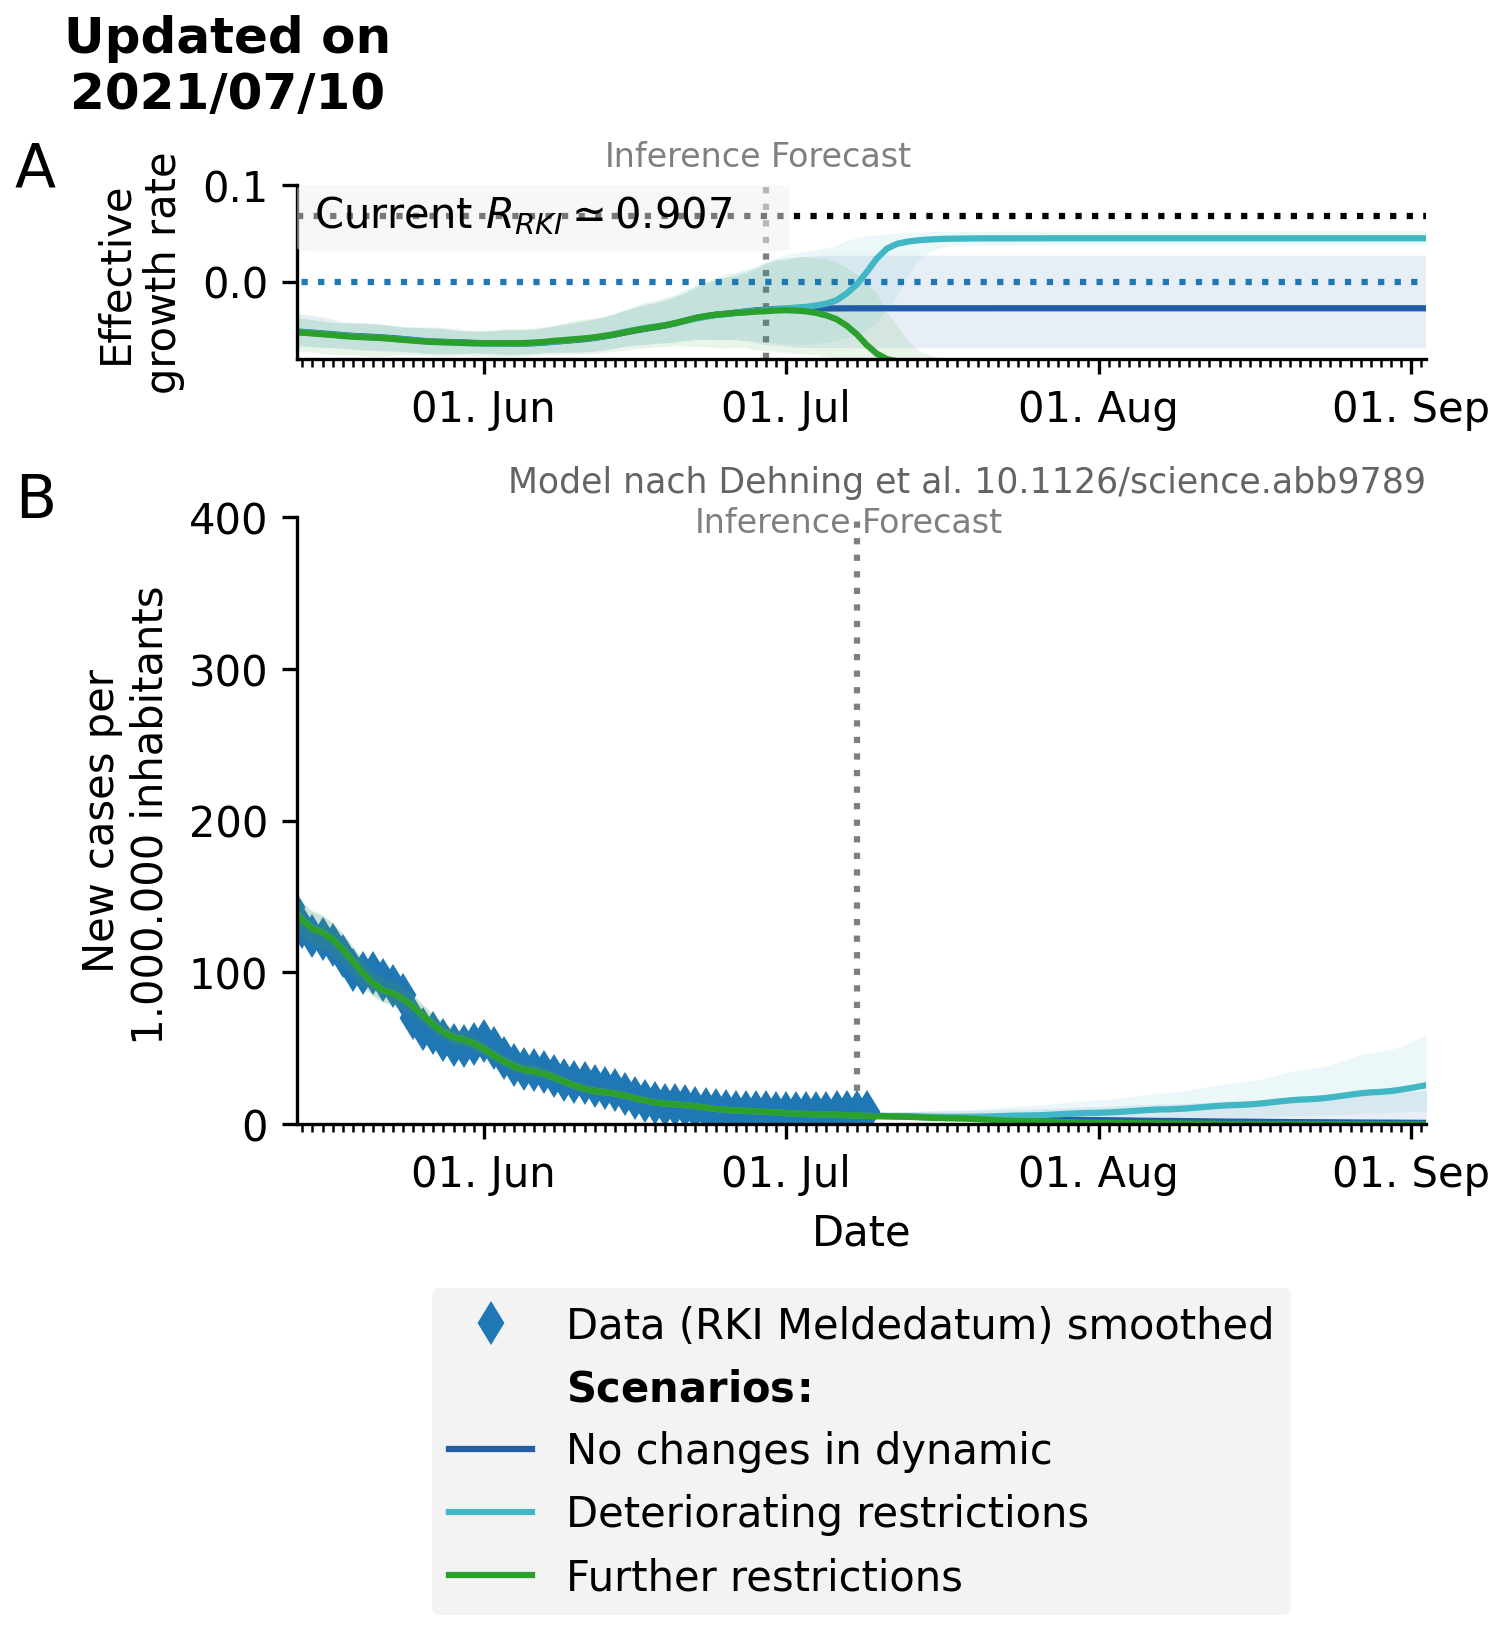 Updated on
2021/07/10
A
Inference Forecast
Effective
growth rate
0.1
0.0
Current R_RKI ≃ 0.907
01. Jun 01. Jul 01. Aug 01. Sep
B
Model nach Dehning et al. 10.1126/science.abb9789
Inference Forecast
New cases per
1.000.000 inhabitants
400
300
200
100
0
01. Jun 01. Jul 01. Aug 01. Sep
Date
Data (RKI Meldedatum) smoothed
Scenarios:
No changes in dynamic
Deteriorating restrictions
Further restrictions